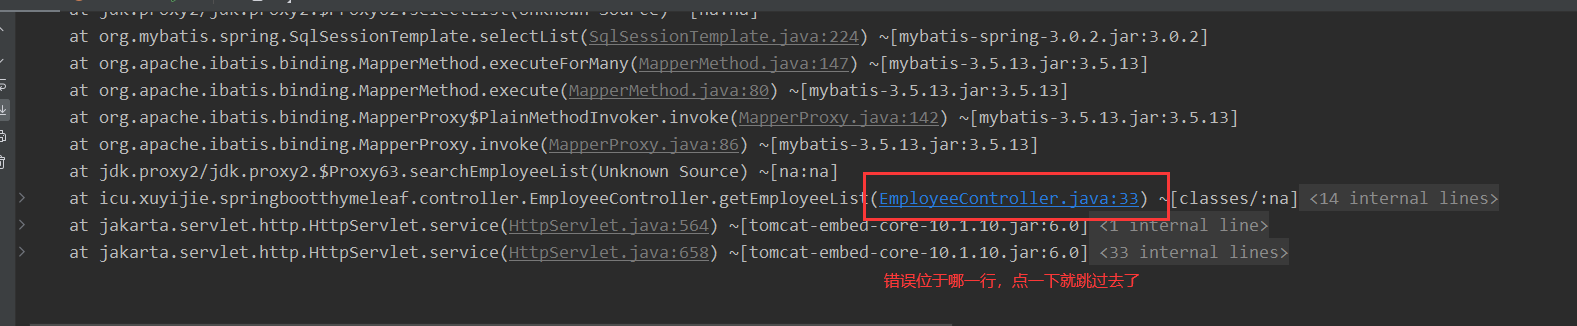 at jdk.proxy2/jdk.proxy2.$Proxy62.selectList(Unknown Source) ~[na:na]
at org.mybatis.spring.SqlSessionTemplate.selectList(SqlSessionTemplate.java:224) ~[mybatis-spring-3.0.2.jar:3.0.2]
at org.apache.ibatis.binding.MapperMethod.executeForMany(MapperMethod.java:147) ~[mybatis-3.5.13.jar:3.5.13]
at org.apache.ibatis.binding.MapperMethod.execute(MapperMethod.java:80) ~[mybatis-3.5.13.jar:3.5.13]
at org.apache.ibatis.binding.MapperProxy$PlainMethodInvoker.invoke(MapperProxy.java:142) ~[mybatis-3.5.13.jar:3.5.13]
at org.apache.ibatis.binding.MapperProxy.invoke(MapperProxy.java:86) ~[mybatis-3.5.13.jar:3.5.13]
at jdk.proxy2/jdk.proxy2.$Proxy63.searchEmployeeList(Unknown Source) ~[na:na]
at icu.xuyijie.springbootthymeleaf.controller.EmployeeController.getEmployeeList(EmployeeController.java:33) ~[classes/:na] <14 internal lines>
at jakarta.servlet.http.HttpServlet.service(HttpServlet.java:564) ~[tomcat-embed-core-10.1.10.jar:6.0] <1 internal line>
at jakarta.servlet.http.HttpServlet.service(HttpServlet.java:658) ~[tomcat-embed-core-10.1.10.jar:6.0] <33 internal lines>
错误位于哪一行，点一下就跳过去了